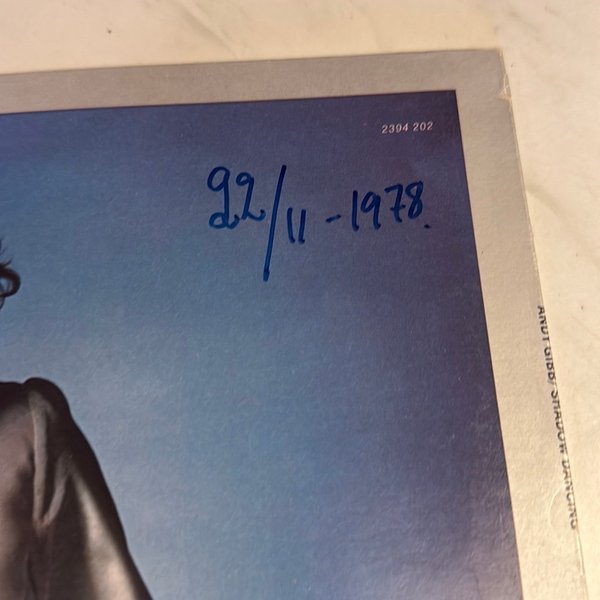 2394 202
22/11-1978.
ANDY GIBB/SHADOW DANCING